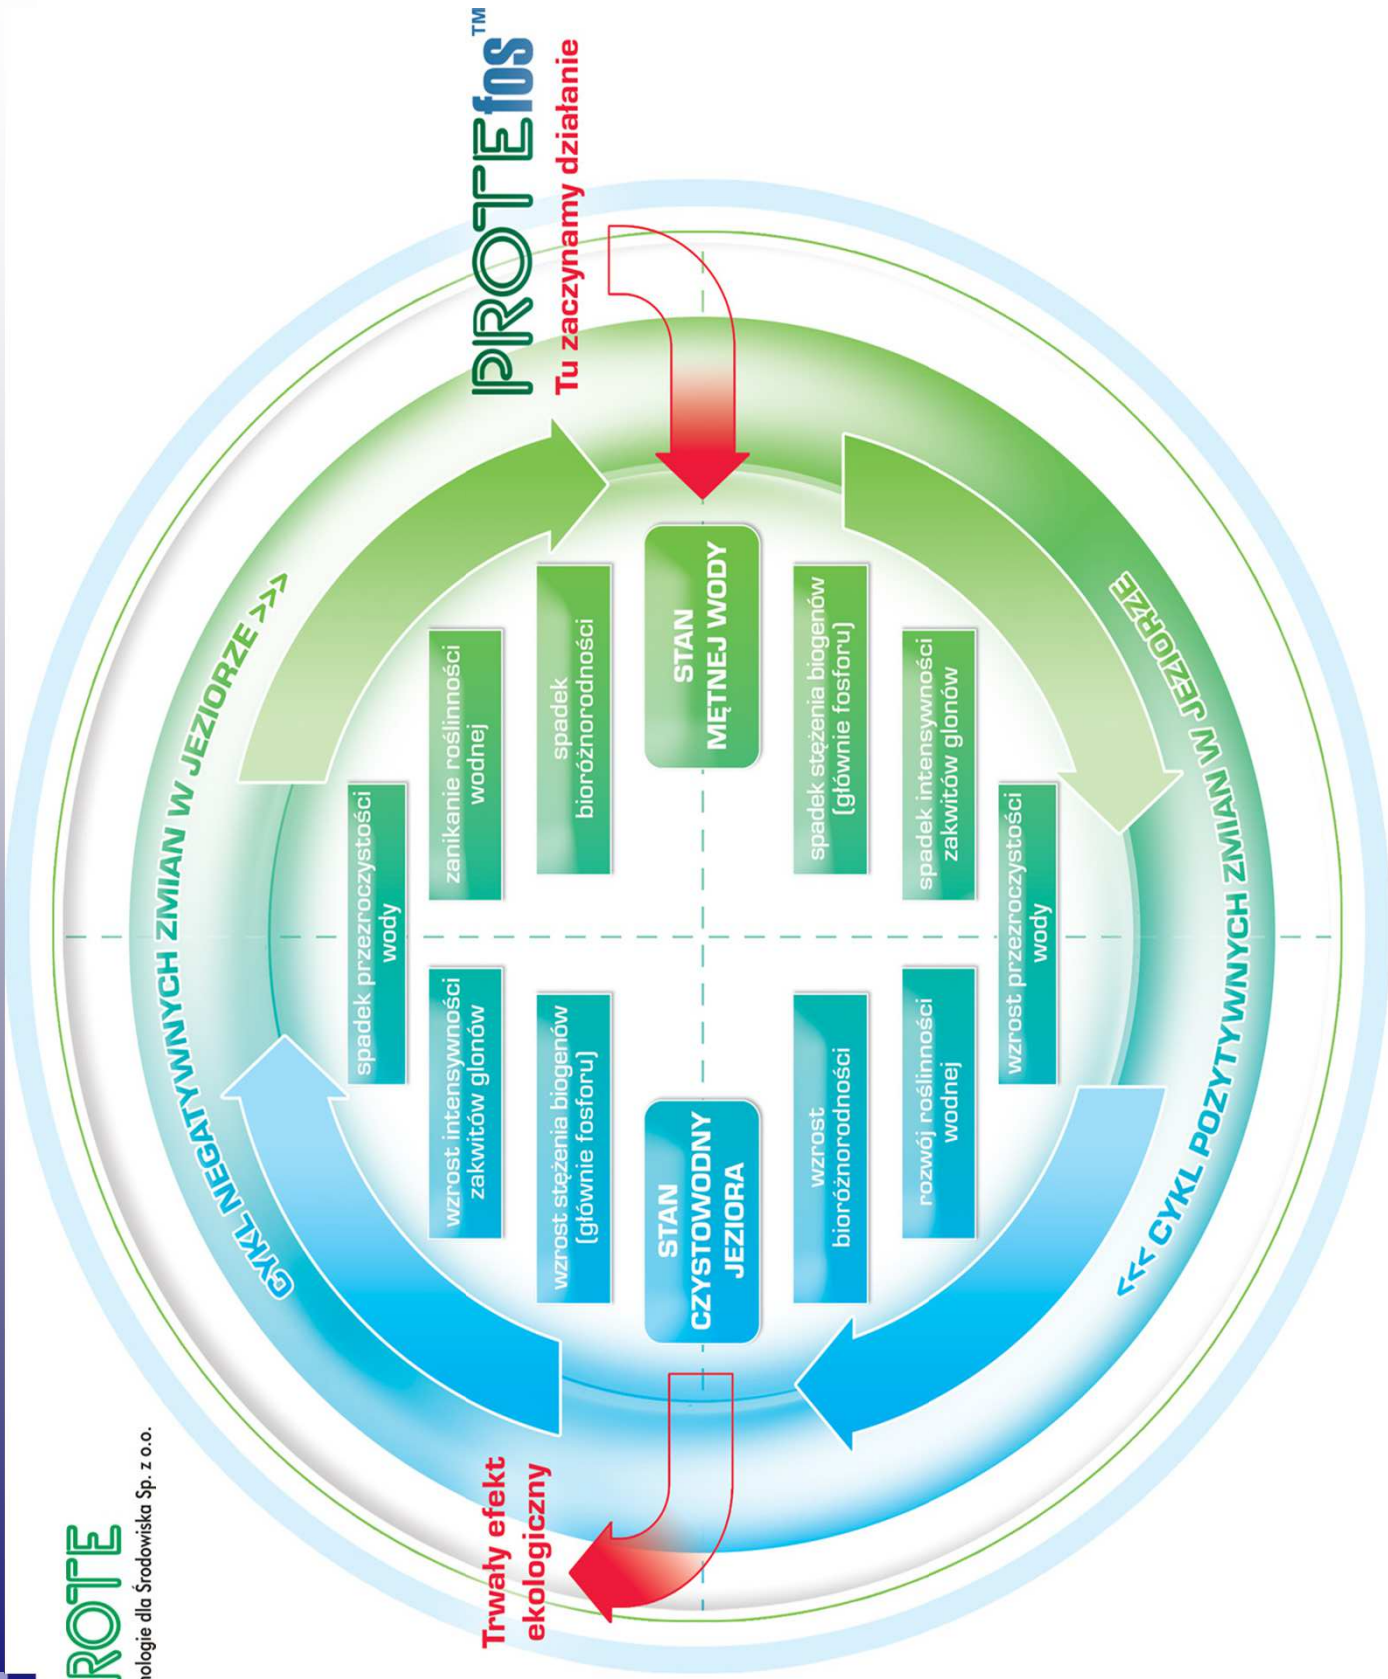 ROTE
nologie dla Środowiska Sp. z o.o.
CYKL NEGATYWNYCH ZMIAN W JEZIORZE >>>
spadek przezroczystości
wody
wzrost intensywności
zakwitów glonów
zanikanie roślinności
wodnej
wzrost stężenia biogenów
(głównie fosforu)
spadek
bioróżnorodności
Trwały efekt
ekologiczny
PROTEfos™
Tu zaczynamy działanie
STAN
CZYSTOWODNY
JEZIORA
STAN
MĘTNEJ WODY
wzrost
bioróżnorodności
spadek stężenia biogenów
(głównie fosforu)
rozwój roślinności
wodnej
spadek intensywności
zakwitów glonów
wzrost przezroczystości
wody
<<< CYKL POZYTYWNYCH ZMIAN W JEZIORZE